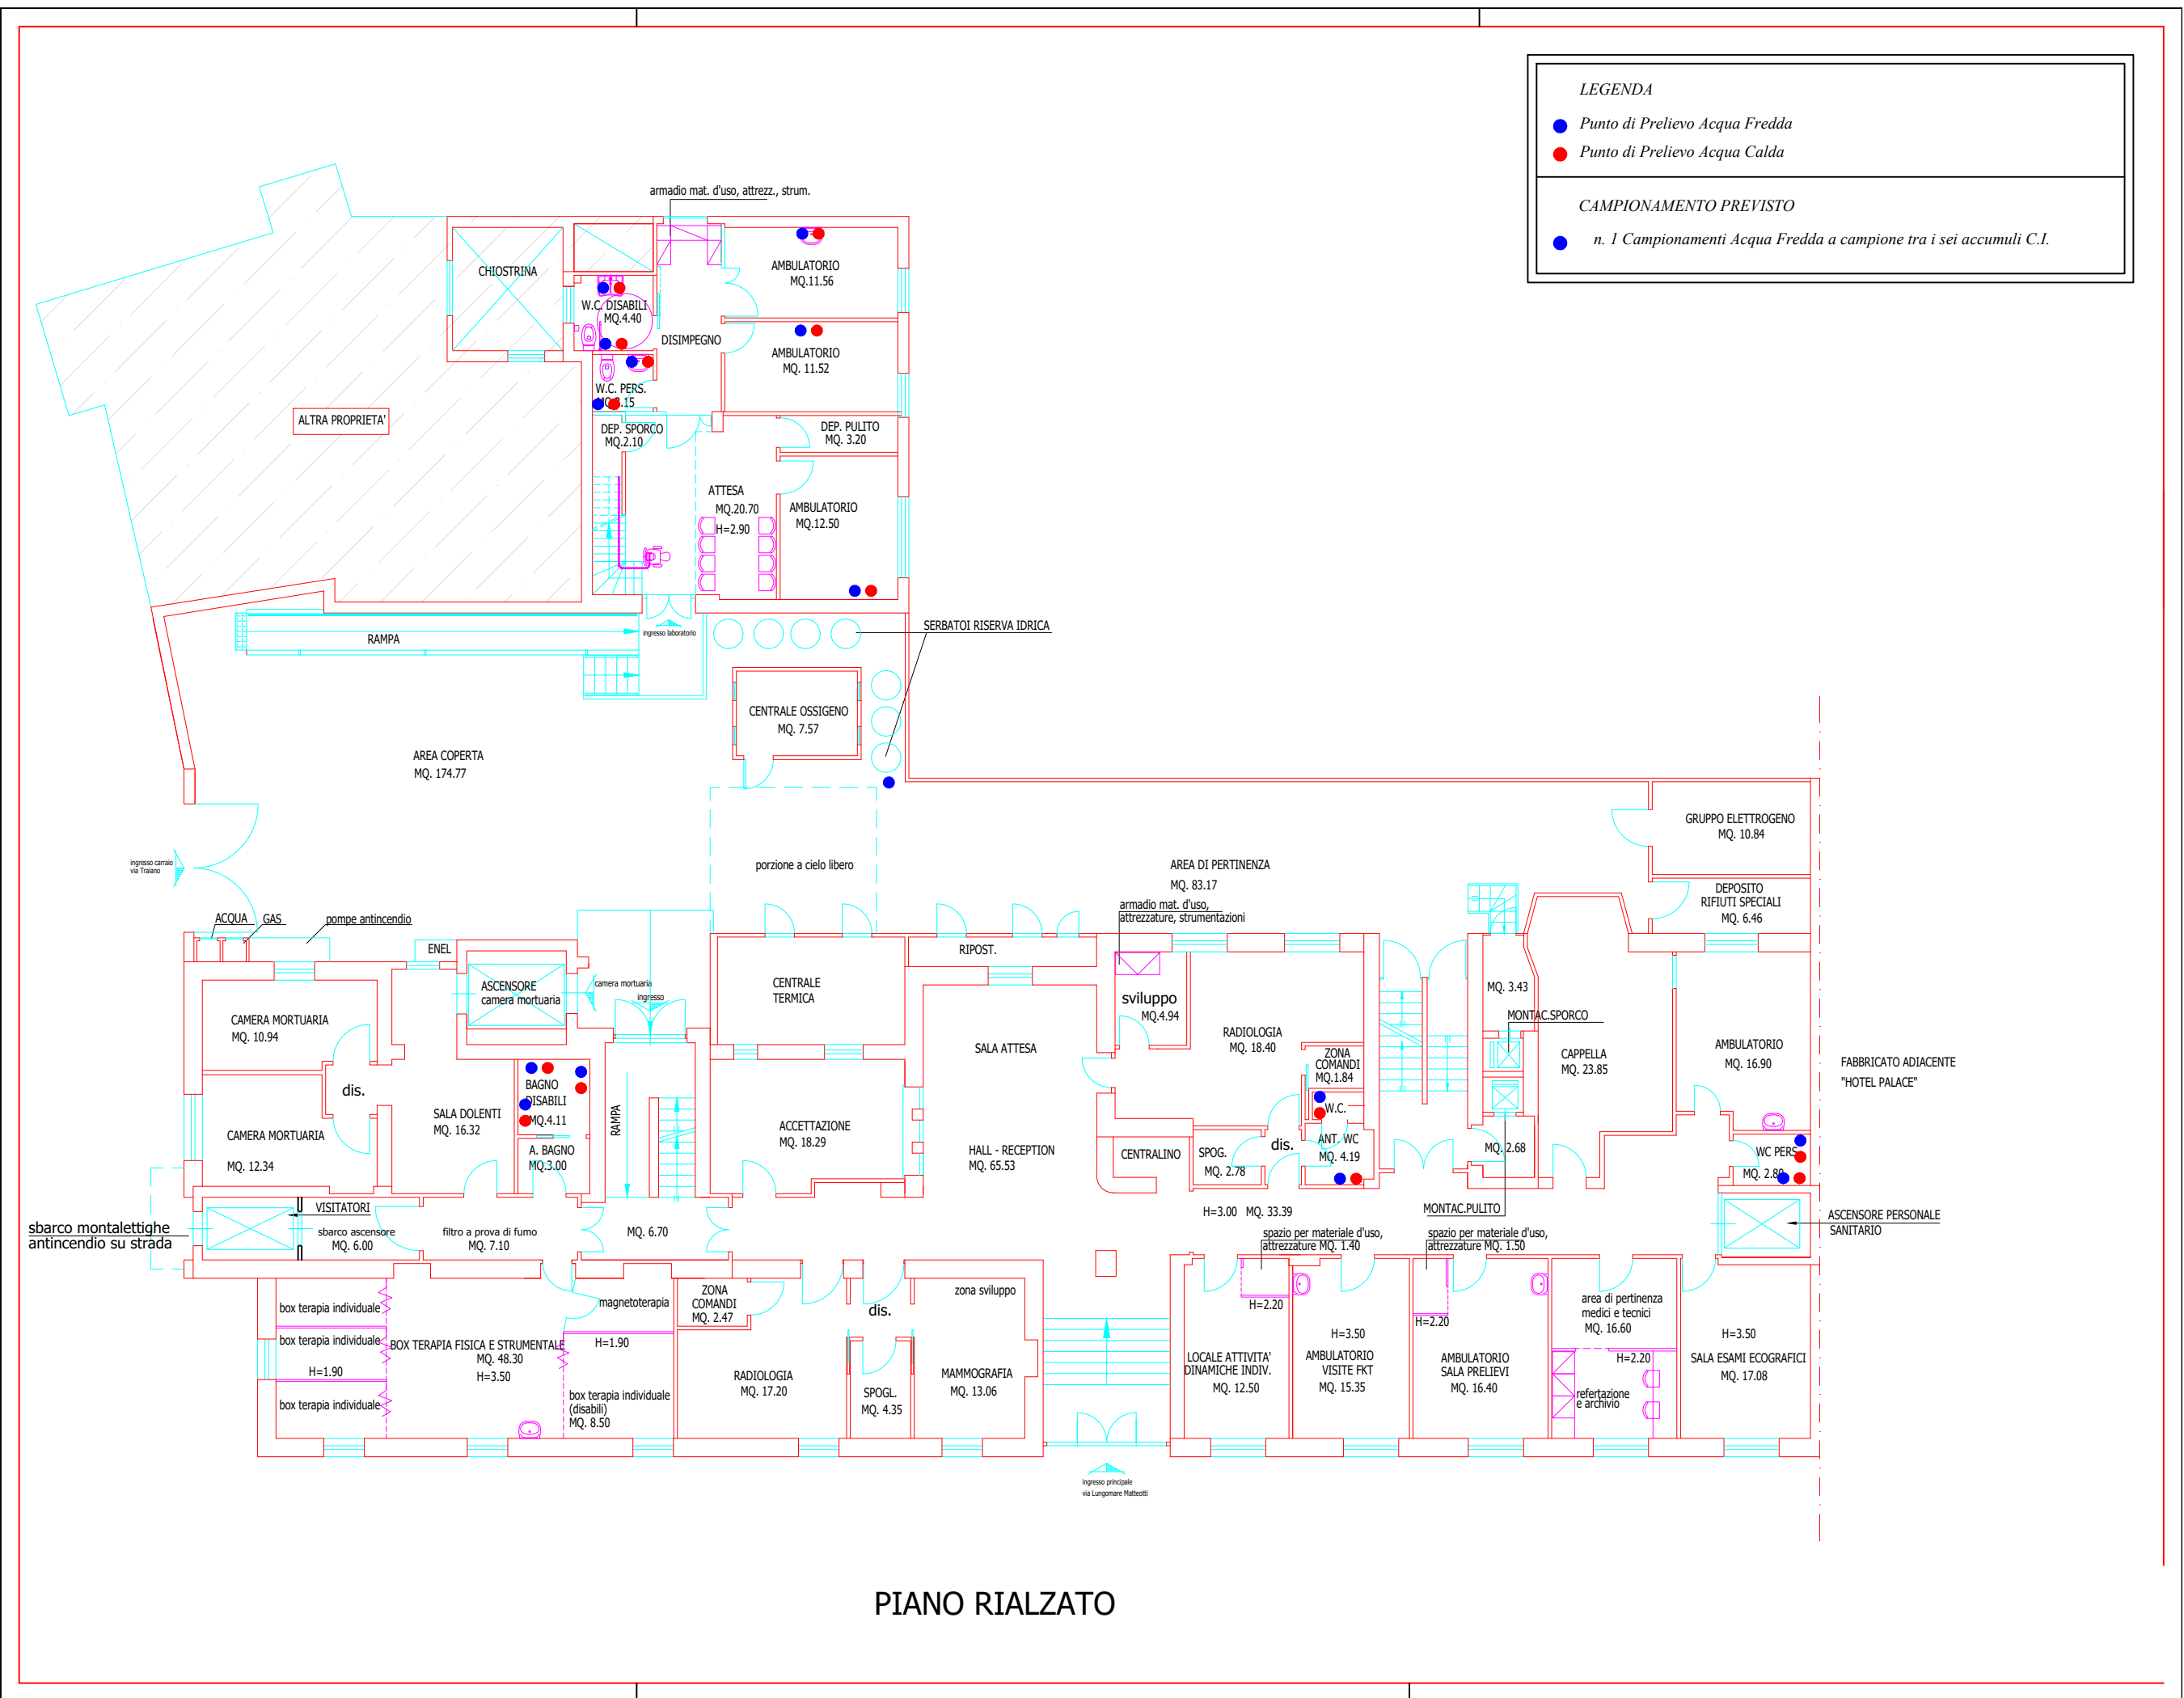 LEGENDA
Punto di Prelievo Acqua Fredda
Punto di Prelievo Acqua Calda
CAMPIONAMENTO PREVISTO
n. 1 Campionamenti Acqua Fredda a campione tra i sei accumuli C.I.
armadio mat. d'uso, attrezz., strum.
CHIOSTRINA
AMBULATORIO
MQ.11.56
W.C. DISABILI
MQ.4.40
DISIMPEGNO
AMBULATORIO
MQ. 11.52
W.C. PERS.
ALTRA PROPRIETA'
DEP. SPORCO
MQ.2.10
DEP. PULITO
MQ. 3.20
ATTESA
MQ.20.70
H=2.90
AMBULATORIO
MQ.12.50
RAMPA
ingresso laboratorio
SERBATOI RISERVA IDRICA
CENTRALE OSSIGENO
MQ. 7.57
AREA COPERTA
MQ. 174.77
GRUPPO ELETTROGENO
MQ. 10.84
ingresso carraio
via Traiano
porzione a cielo libero
AREA DI PERTINENZA
MQ. 83.17
DEPOSITO
RIFIUTI SPECIALI
MQ. 6.46
armadio mat. d'uso,
attrezzature, strumentazioni
ACQUA
GAS
pompe antincendio
ENEL
RIPOST.
ASCENSORE
camera mortuaria
camera mortuaria
ingresso
CENTRALE
TERMICA
sviluppo
MQ.4.94
MQ. 3.43
MONTAC.SPORCO
CAMERA MORTUARIA
MQ. 10.94
SALA ATTESA
RADIOLOGIA
MQ. 18.40
ZONA
COMANDI
MQ.1.84
CAPPELLA
MQ. 23.85
AMBULATORIO
MQ. 16.90
FABBRICATO ADIACENTE
"HOTEL PALACE"
dis.
BAGNO
DISABILI
MQ.4.11
SALA DOLENTI
MQ. 16.32
RAMPA
W.C.
CAMERA MORTUARIA
MQ. 12.34
ACCETTAZIONE
MQ. 18.29
A. BAGNO
MQ.3.00
HALL - RECEPTION
MQ. 65.53
CENTRALINO
SPOG.
MQ. 2.78
dis.
ANT. WC
MQ. 4.19
MQ. 2.68
WC PERS.
VISITATORI
MONTAC.PULITO
sbarco montalettighe
antincendio su strada
sbarco ascensore
MQ. 6.00
filtro a prova di fumo
MQ. 7.10
MQ. 6.70
H=3.00 MQ. 33.39
ASCENSORE PERSONALE
SANITARIO
spazio per materiale d'uso,
attrezzature MQ. 1.40
spazio per materiale d'uso,
attrezzature MQ. 1.50
box terapia individuale
magnetoterapia
ZONA
COMANDI
MQ. 2.47
dis.
zona sviluppo
H=2.20
H=2.20
area di pertinenza
medici e tecnici
MQ. 16.60
box terapia individuale
H=1.90
BOX TERAPIA FISICA E STRUMENTALE
MQ. 48.30
H=3.50
H=1.90
RADIOLOGIA
MQ. 17.20
MAMMOGRAFIA
MQ. 13.06
LOCALE ATTIVITA'
DINAMICHE INDIV.
MQ. 12.50
H=3.50
AMBULATORIO
VISITE FKT
MQ. 15.35
AMBULATORIO
SALA PRELIEVI
MQ. 16.40
H=2.20
H=3.50
SALA ESAMI ECOGRAFICI
MQ. 17.08
box terapia individuale
box terapia individuale
(disabili)
MQ. 8.50
SPOGL.
MQ. 4.35
refertazione
e archivio
ingresso principale
via Lungomare Matteotti
PIANO RIALZATO